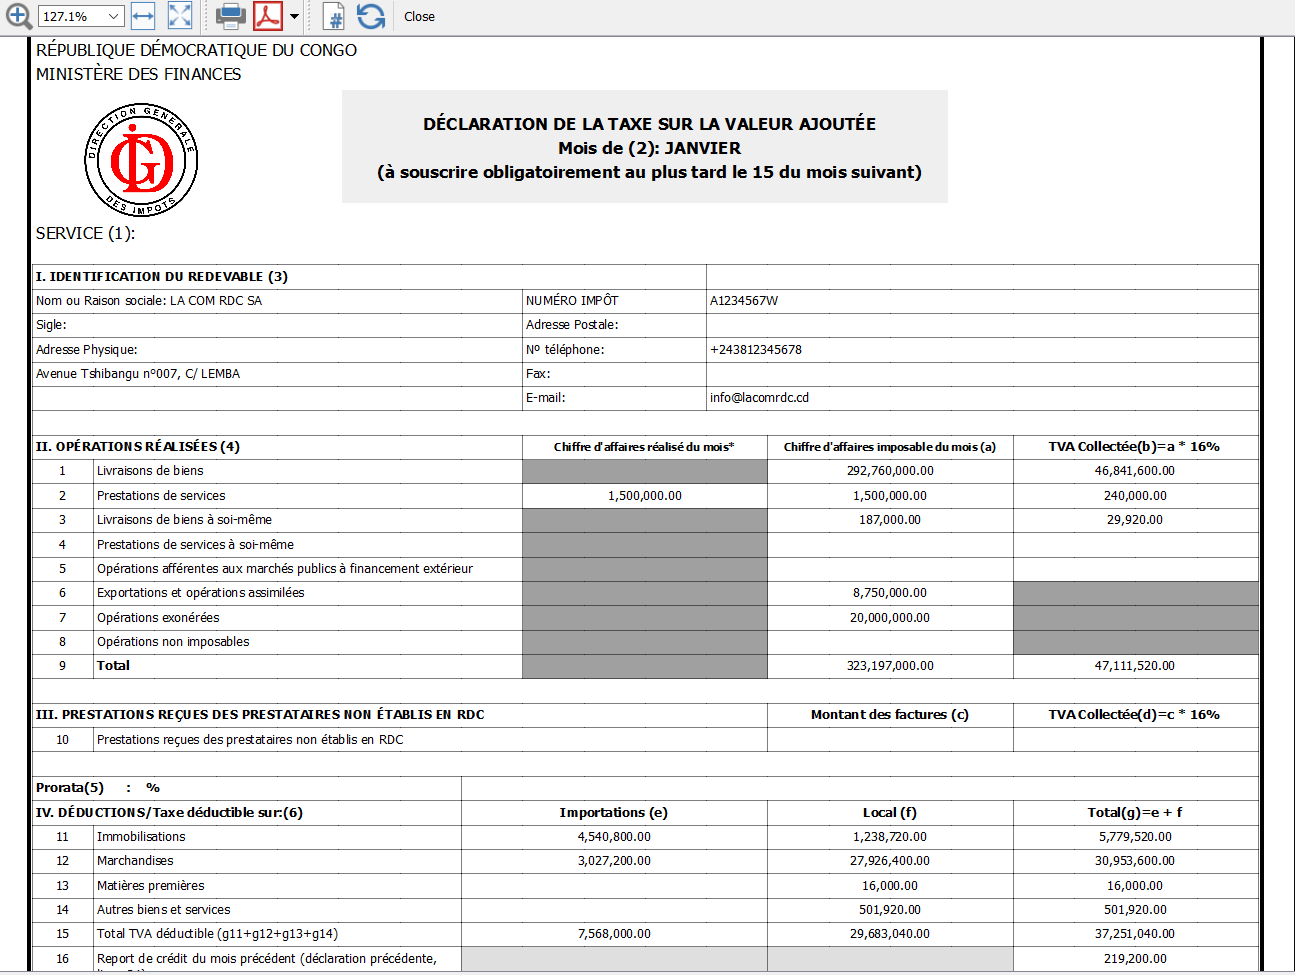 127.1% Close
RÉPUBLIQUE DÉMOCRATIQUE DU CONGO
MINISTÈRE DES FINANCES
DIRECTION GENERALE
DES IMPOTS
DÉCLARATION DE LA TAXE SUR LA VALEUR AJOUTÉE
Mois de (2): JANVIER
(à souscrire obligatoirement au plus tard le 15 du mois suivant)
SERVICE (1):
I. IDENTIFICATION DU REDEVABLE (3)
Nom ou Raison sociale: LA COM RDC SA NUMÉRO IMPÔT A1234567W
Sigle: Adresse Postale:
Adresse Physique: Nº téléphone: +243812345678
Avenue Tshibangu nº007, C/ LEMBA Fax:
E-mail: info@lacomrdc.cd
II. OPÉRATIONS RÉALISÉES (4) Chiffre d'affaires réalisé du mois* Chiffre d'affaires imposable du mois (a) TVA Collectée(b)=a * 16%
1 Livraisons de biens 292,760,000.00 46,841,600.00
2 Prestations de services 1,500,000.00 1,500,000.00 240,000.00
3 Livraisons de biens à soi-même 187,000.00 29,920.00
4 Prestations de services à soi-même
5 Opérations afférentes aux marchés publics à financement extérieur
6 Exportations et opérations assimilées 8,750,000.00
7 Opérations exonérées 20,000,000.00
8 Opérations non imposables
9 Total 323,197,000.00 47,111,520.00
III. PRESTATIONS REÇUES DES PRESTATAIRES NON ÉTABLIS EN RDC Montant des factures (c) TVA Collectée(d)=c * 16%
10 Prestations reçues des prestataires non établis en RDC
Prorata(5) : %
IV. DÉDUCTIONS/Taxe déductible sur:(6) Importations (e) Local (f) Total(g)=e + f
11 Immobilisations 4,540,800.00 1,238,720.00 5,779,520.00
12 Marchandises 3,027,200.00 27,926,400.00 30,953,600.00
13 Matières premières 16,000.00 16,000.00
14 Autres biens et services 501,920.00 501,920.00
15 Total TVA déductible (g11+g12+g13+g14) 7,568,000.00 29,683,040.00 37,251,040.00
16 Report de crédit du mois précédent (déclaration précédente, 219,200.00